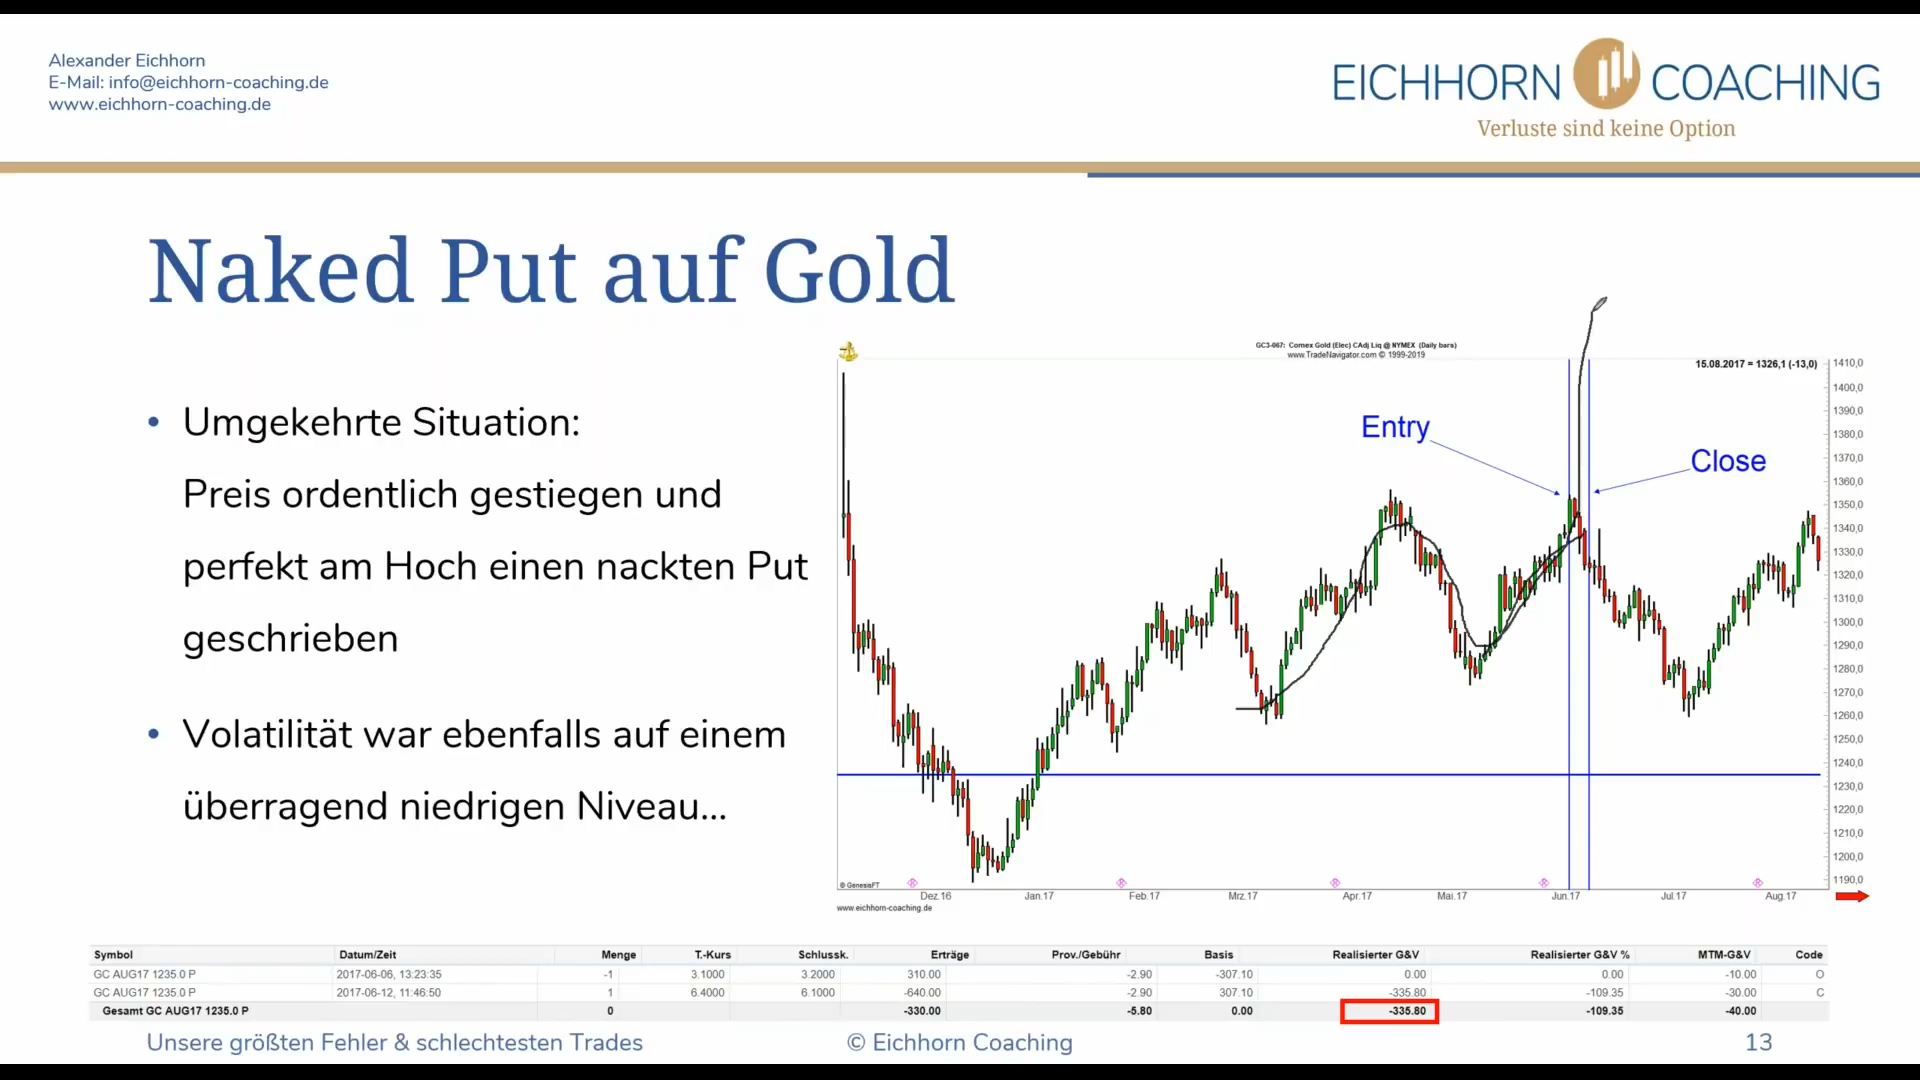 Alexander Eichhorn
E-Mail: info@eichhorn-coaching.de
www.eichhorn-coaching.de
EICHHORN COACHING
Verluste sind keine Option
Naked Put auf Gold
• Umgekehrte Situation:
Preis ordentlich gestiegen und
perfekt am Hoch einen nackten Put
geschrieben
• Volatilität war ebenfalls auf einem
überragend niedrigen Niveau...
GC3-067: Comex Gold (Elec) CAdj Liq @ NYMEX (Daily bars)
www.TradeNavigator.com © 1999-2019
15.08.2017 = 1326,1 (-13,0)
Entry
Close
1410,0
1400,0
1390,0
1380,0
1370,0
1360,0
1350,0
1340,0
1330,0
1320,0
1310,0
1300,0
1290,0
1280,0
1270,0
1260,0
1250,0
1240,0
1230,0
1220,0
1210,0
1200,0
1190,0
© GenesisFT
Dez.16 Jan.17 Feb.17 Mrz.17 Apr.17 Mai.17 Jun.17 Jul.17 Aug.17
www.eichhorn-coaching.de
Symbol Datum/Zeit Menge T.-Kurs Schlussk. Erträge Prov./Gebühr Basis Realisierter G&V Realisierter G&V % MTM-G&V Code
GC AUG17 1235.0 P 2017-06-06, 13:23:35 -1 3.1000 3.2000 310.00 -2.90 -307.10 0.00 0.00 -10.00 O
GC AUG17 1235.0 P 2017-06-12, 11:46:50 1 6.4000 6.1000 -640.00 -2.90 307.10 -335.80 -109.35 -30.00 C
Gesamt GC AUG17 1235.0 P 0 -330.00 -5.80 0.00 -335.80 -109.35 -40.00
Unsere größten Fehler & schlechtesten Trades
© Eichhorn Coaching
13